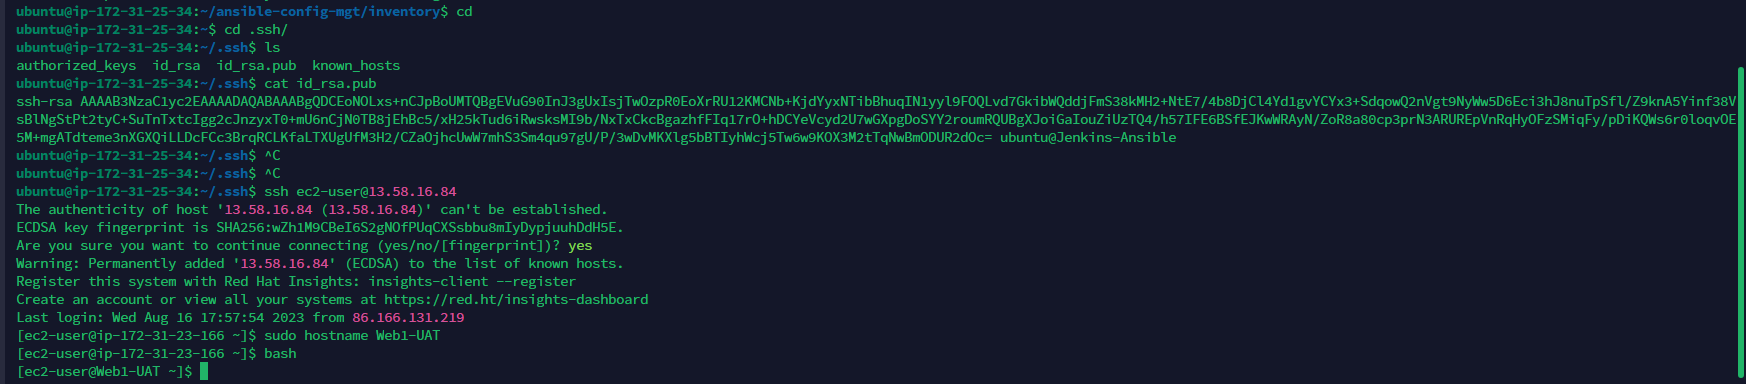 ubuntu@ip-172-31-25-34:~/ansible-config-mgt/inventory$ cd
ubuntu@ip-172-31-25-34:~$ cd .ssh/
ubuntu@ip-172-31-25-34:~/.ssh$ ls
authorized_keys  id_rsa  id_rsa.pub  known_hosts
ubuntu@ip-172-31-25-34:~/.ssh$ cat id_rsa.pub
ssh-rsa AAAAB3NzaC1yc2EAAAADAQABAAABgQDCEoNOLxs+nCJpBoUMTQBgEVuG90InJ3gUxIsjTwOzpR0EoXrRU12KMCNb+KjdYyxNTibBhuqIN1yyl9FOQLvd7GkibWQddjFmS38kMH2+NtE7/4b8DjCl4Yd1gvYCYx3+SdqowQ2nVgt9NyWw5D6Eci3hJ8nuTpSfl/Z9knA5Yinf38V
sBlNgStPt2tyC+SuTnTxtcIgg2cJnzyxT0+mU6nCjN0TB8jEhBc5/xH25kTud6iRwsksMI9b/NxTxCkcBgazhfFIq17rO+hDCYeVcyd2U7wGXpgDoSYY2roumRQUBgXJoiGaIouZiUzTQ4/h57IFE6BSfEJKwWRAyN/ZoR8a80cp3prN3ARUREpVnRqHyOFzSMiqFy/pDiKQWs6r0loqvOE
5M+mgATdteme3nXGXQiLLDcFCc3BrqRCLKfaLTXUgUfM3H2/CZaOjhcUwW7mhS3Sm4qu97gU/P/3wDvMKXlg5bBTIyhWcj5Tw6w9KOX3M2tTqNwBmODUR2dOc= ubuntu@Jenkins-Ansible
ubuntu@ip-172-31-25-34:~/.ssh$ ^C
ubuntu@ip-172-31-25-34:~/.ssh$ ^C
ubuntu@ip-172-31-25-34:~/.ssh$ ssh ec2-user@13.58.16.84
The authenticity of host '13.58.16.84 (13.58.16.84)' can't be established.
ECDSA key fingerprint is SHA256:wZh1M9CBeI6S2gNOfPUqCXSsbbu8mIyDypjuuhDdH5E.
Are you sure you want to continue connecting (yes/no/[fingerprint])? yes
Warning: Permanently added '13.58.16.84' (ECDSA) to the list of known hosts.
Register this system with Red Hat Insights: insights-client --register
Create an account or view all your systems at https://red.ht/insights-dashboard
Last login: Wed Aug 16 17:57:54 2023 from 86.166.131.219
[ec2-user@ip-172-31-23-166 ~]$ sudo hostname Web1-UAT
[ec2-user@ip-172-31-23-166 ~]$ bash
[ec2-user@Web1-UAT ~]$